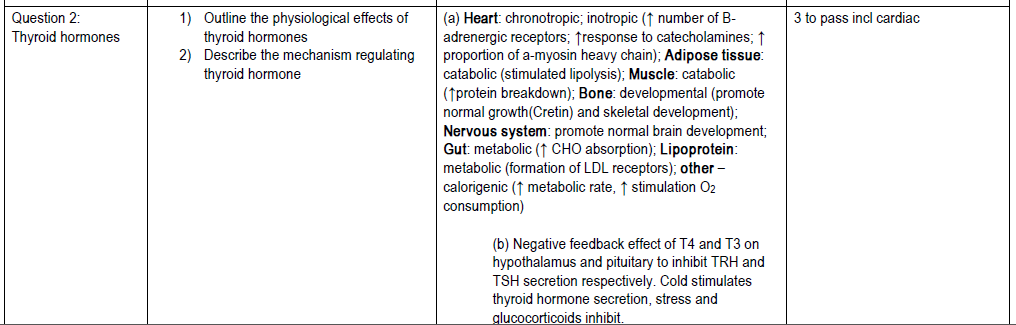 Question 2:
Thyroid hormones
1) Outline the physiological effects of
thyroid hormones
2) Describe the mechanism regulating
thyroid hormone
(a) Heart: chronotropic; inotropic (↑ number of B-
adrenergic receptors; ↑response to catecholamines; ↑
proportion of a-myosin heavy chain); Adipose tissue:
catabolic (stimulated lipolysis); Muscle: catabolic
(↑protein breakdown); Bone: developmental (promote
normal growth(Cretin) and skeletal development);
Nervous system: promote normal brain development;
Gut: metabolic (↑ CHO absorption); Lipoprotein:
metabolic (formation of LDL receptors); other –
calorigenic (↑ metabolic rate, ↑ stimulation O2
consumption)
(b) Negative feedback effect of T4 and T3 on
hypothalamus and pituitary to inhibit TRH and
TSH secretion respectively. Cold stimulates
thyroid hormone secretion, stress and
glucocorticoids inhibit.
3 to pass incl cardiac